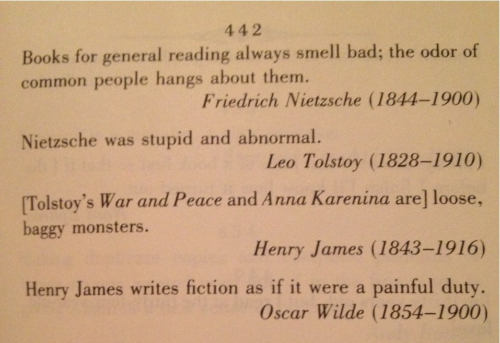 442
Books for general reading always smell bad; the odor of
common people hangs about them.
Friedrich Nietzsche (1844–1900)
Nietzsche was stupid and abnormal.
Leo Tolstoy (1828–1910)
[Tolstoy's War and Peace and Anna Karenina are] loose,
baggy monsters.
Henry James (1843–1916)
Henry James writes fiction as if it were a painful duty.
Oscar Wilde (1854–1900)